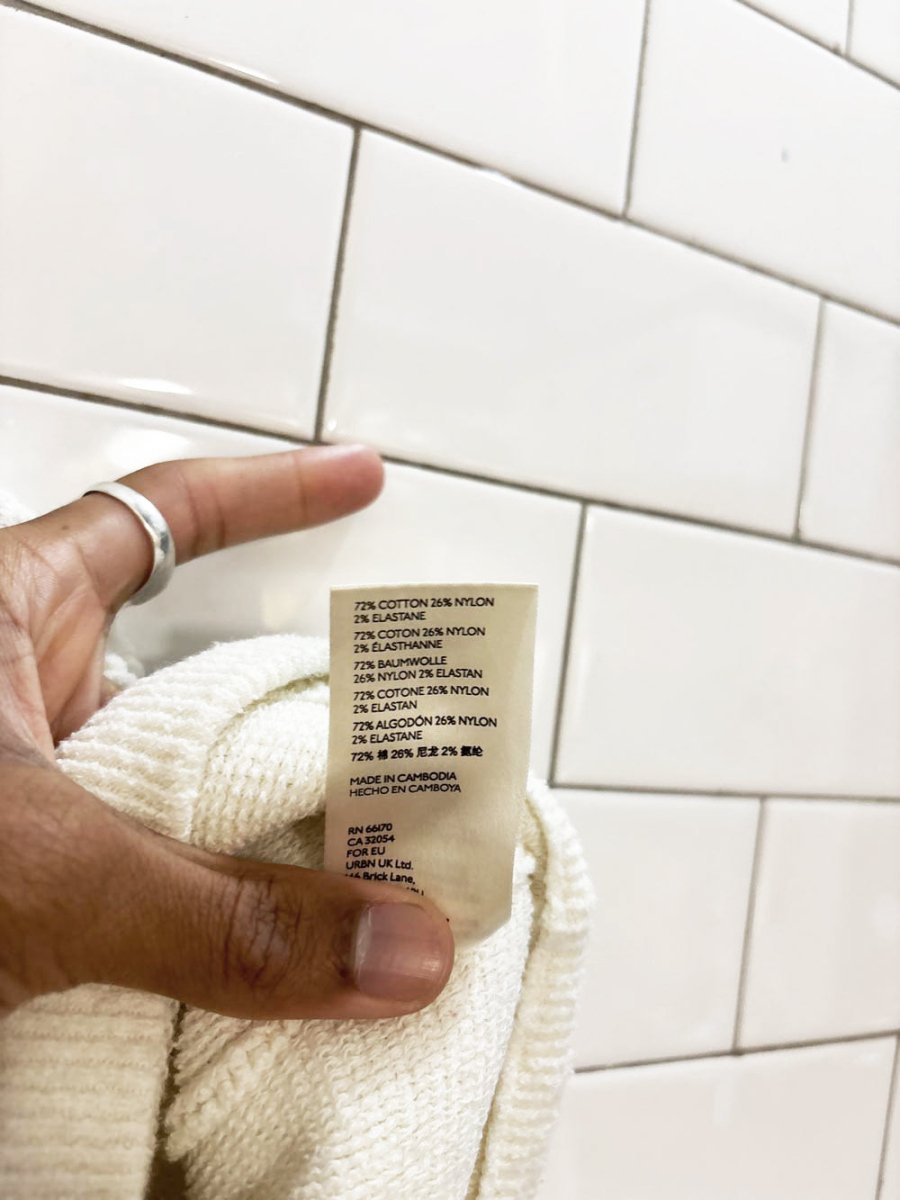 72% COTTON 26% NYLON
2% ELASTANE
72% COTON 26% NYLON
2% ÉLASTHANNE
72% BAUMWOLLE
26% NYLON 2% ELASTAN
72% COTONE 26% NYLON
2% ELASTAN
72% ALGODÓN 26% NYLON
2% ELASTANE
72% 棉 26% 尼龙 2% 氨纶
MADE IN CAMBODIA
HECHO EN CAMBOYA
RN 66170
CA 32054
FOR EU
URBN UK Ltd.
Brick Lane,